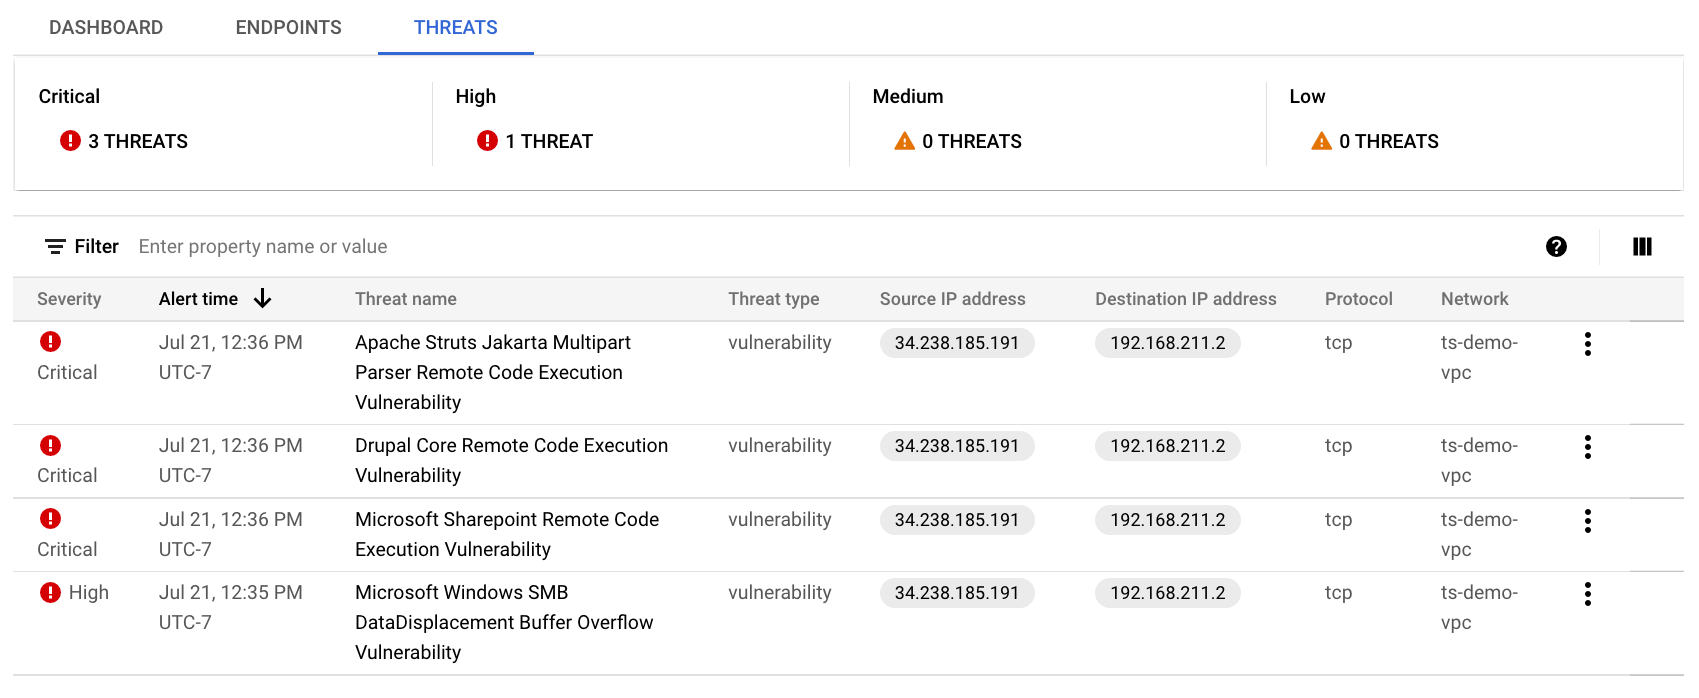 DASHBOARD ENDPOINTS THREATS
Critical High Medium Low
3 THREATS 1 THREAT 0 THREATS 0 THREATS
Filter Enter property name or value
Severity Alert time Threat name Threat type Source IP address Destination IP address Protocol Network
Jul 21, 12:36 PM Apache Struts Jakarta Multipart vulnerability 34.238.185.191 192.168.211.2 tcp ts-demo-
Critical UTC-7 Parser Remote Code Execution vpc
Vulnerability
Jul 21, 12:36 PM Drupal Core Remote Code Execution vulnerability 34.238.185.191 192.168.211.2 tcp ts-demo-
Critical UTC-7 Vulnerability vpc
Jul 21, 12:36 PM Microsoft Sharepoint Remote Code vulnerability 34.238.185.191 192.168.211.2 tcp ts-demo-
Critical UTC-7 Execution Vulnerability vpc
High Jul 21, 12:35 PM Microsoft Windows SMB vulnerability 34.238.185.191 192.168.211.2 tcp ts-demo-
UTC-7 DataDisplacement Buffer Overflow vpc
Vulnerability